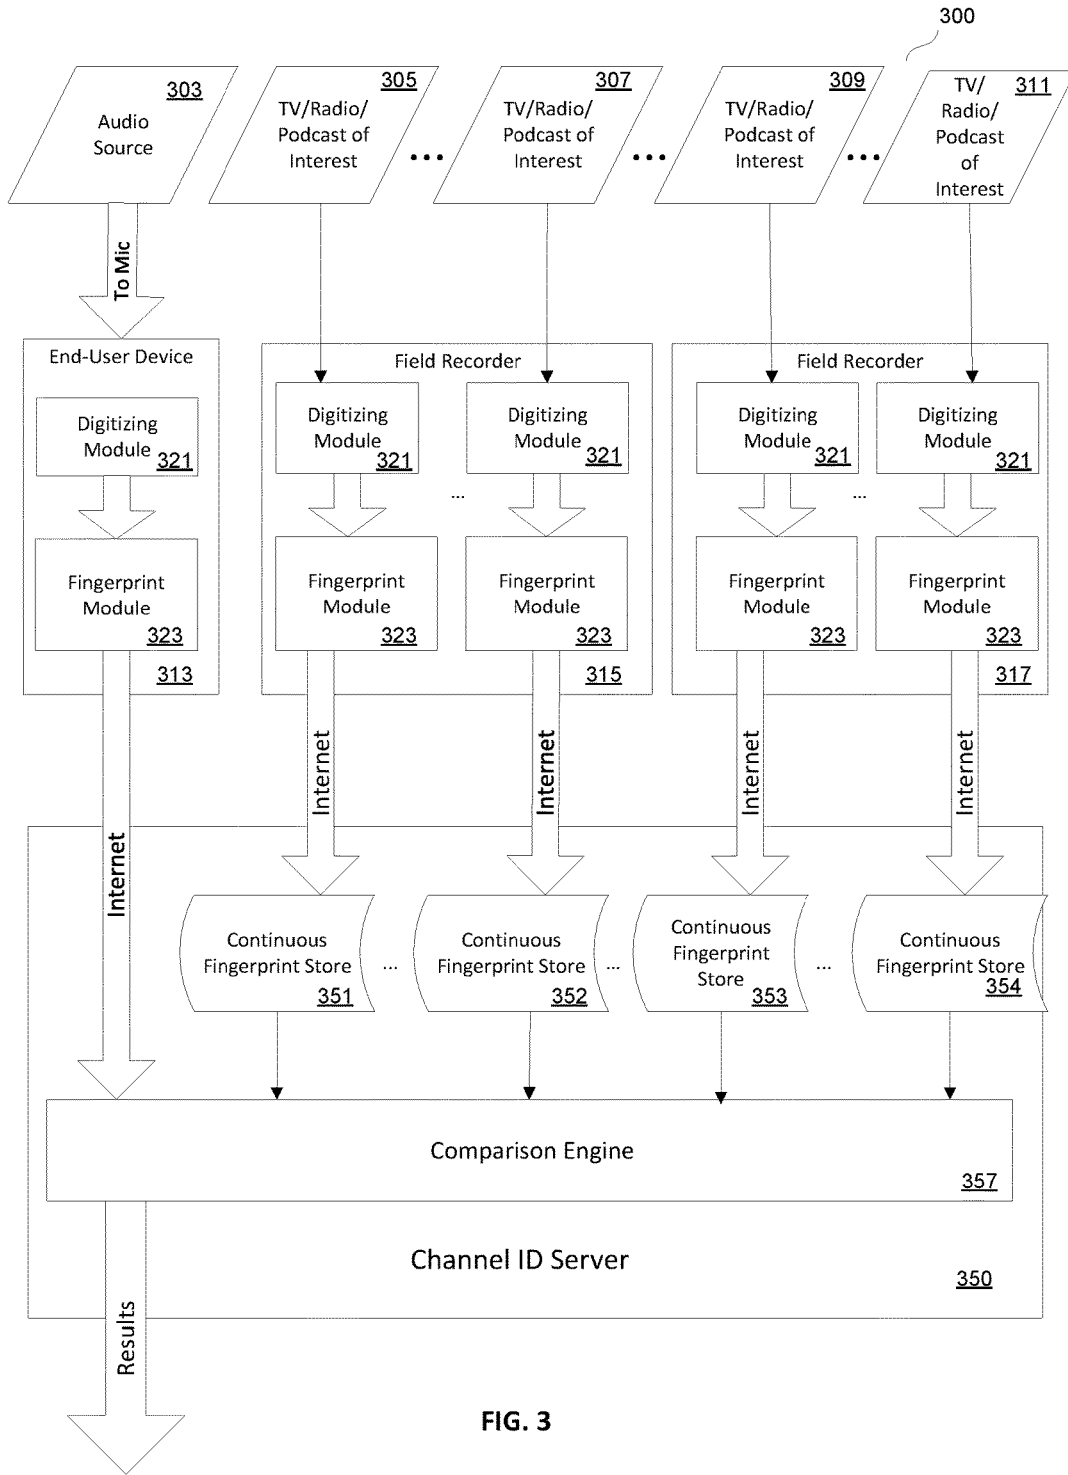 300
303
Audio
Source
305
TV/Radio/
Podcast of
Interest
...
307
TV/Radio/
Podcast of
Interest
...
309
TV/Radio/
Podcast of
Interest
...
311
TV/
Radio/
Podcast
of
Interest
To Mic
End-User Device
Digitizing
Module
321
Fingerprint
Module
323
313
Field Recorder
Digitizing
Module
321
...
Digitizing
Module
321
Fingerprint
Module
323
Fingerprint
Module
323
315
Field Recorder
Digitizing
Module
321
...
Digitizing
Module
321
Fingerprint
Module
323
Fingerprint
Module
323
317
Internet
Internet
Internet
Internet
Internet
Continuous
Fingerprint Store
351
...
Continuous
Fingerprint Store
352
...
Continuous
Fingerprint
Store
353
...
Continuous
Fingerprint Store
354
Comparison Engine
357
Channel ID Server
350
Results
FIG. 3